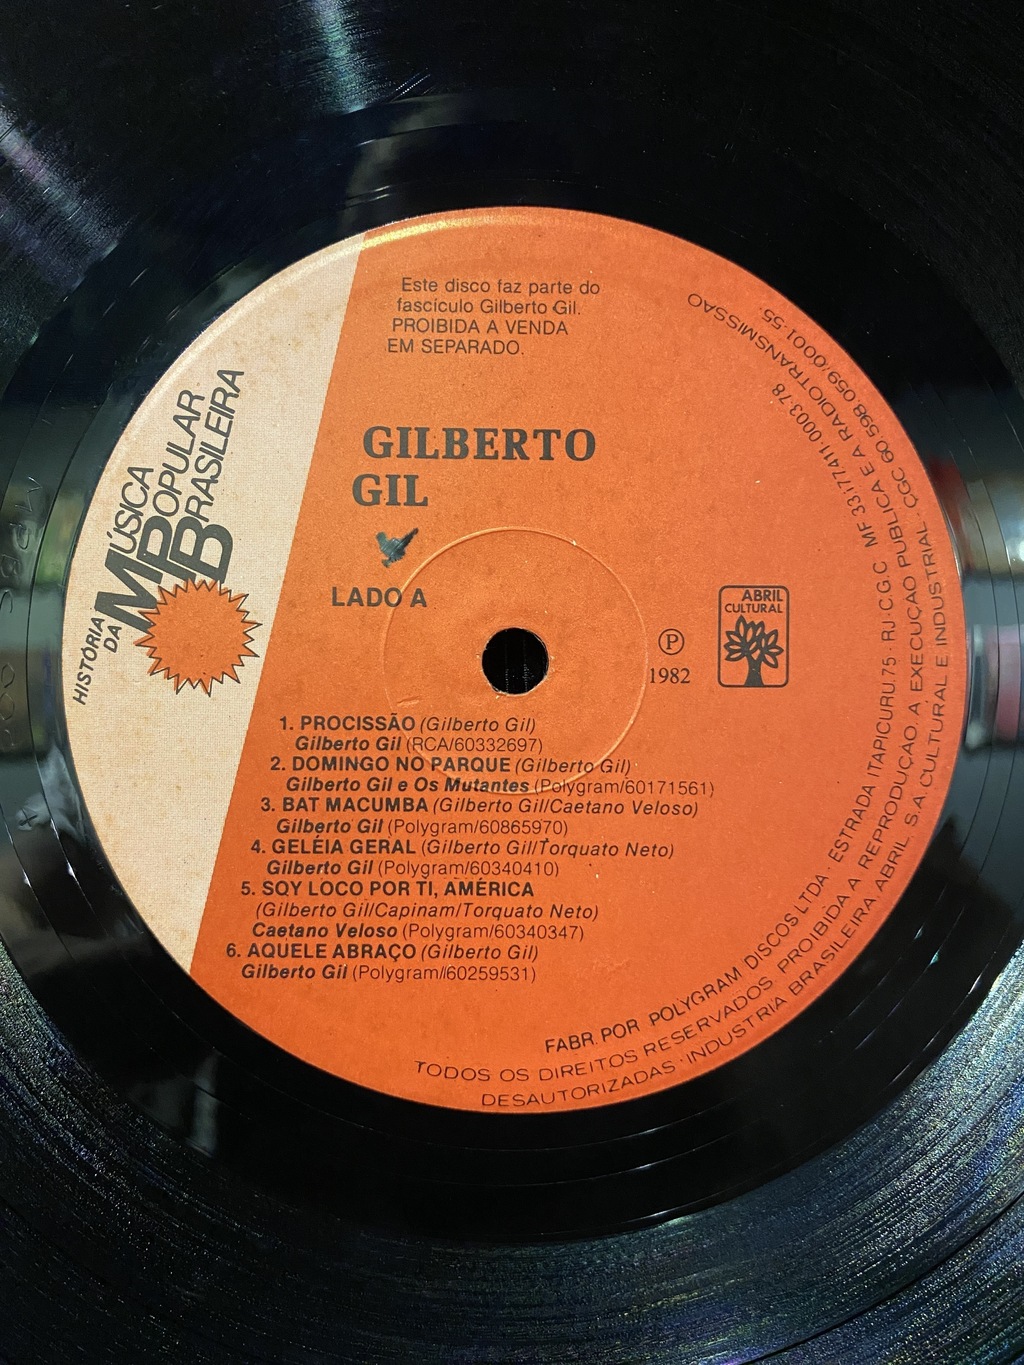 Este disco faz parte do
fascículo Gilberto Gil.
PROIBIDA A VENDA
EM SEPARADO.
HISTÓRIA
DA
MÚSICA
POPULAR
BRASILEIRA
GILBERTO
GIL
LADO A
ABRIL
CULTURAL
Ⓟ
1982
1. PROCISSÃO (Gilberto Gil)
Gilberto Gil (RCA/60332697)
2. DOMINGO NO PARQUE (Gilberto Gil)
Gilberto Gil e Os Mutantes (Polygram/60171561)
3. BAT MACUMBA (Gilberto Gil/Caetano Veloso)
Gilberto Gil (Polygram/60865970)
4. GELÉIA GERAL (Gilberto Gil/Torquato Neto)
Gilberto Gil (Polygram/60340410)
5. SOY LOCO POR TI, AMÉRICA
(Gilberto Gil/Capinam/Torquato Neto)
Caetano Veloso (Polygram/60340347)
6. AQUELE ABRAÇO (Gilberto Gil)
Gilberto Gil (Polygram/60259531)
FABR. POR POLYGRAM DISCOS LTDA · ESTRADA ITAPICURU, 75 · RJ · C.G.C MF 33.177411·0003·78
TODOS OS DIREITOS RESERVADOS. PROIBIDA A REPRODUÇÃO, A EXECUÇÃO PUBLICA E A RADIOTRANSMISSAO
DESAUTORIZADAS · INDUSTRIA BRASILEIRA ABRIL S.A. CULTURAL E INDUSTRIAL · CGC 60.598.059/0001·55·